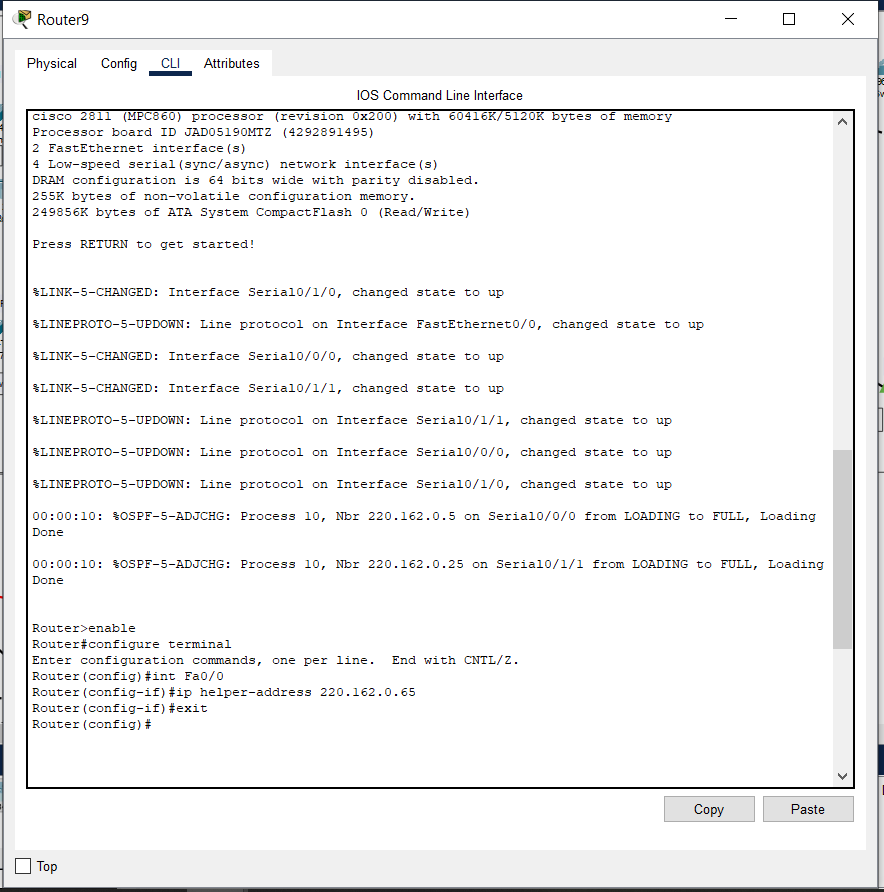 Router9
Physical Config CLI Attributes
IOS Command Line Interface
cisco 2811 (MPC860) processor (revision 0x200) with 60416K/5120K bytes of memory
Processor board ID JAD05190MTZ (4292891495)
2 FastEthernet interface(s)
4 Low-speed serial(sync/async) network interface(s)
DRAM configuration is 64 bits wide with parity disabled.
255K bytes of non-volatile configuration memory.
249856K bytes of ATA System CompactFlash 0 (Read/Write)
Press RETURN to get started!
%LINK-5-CHANGED: Interface Serial0/1/0, changed state to up
%LINEPROTO-5-UPDOWN: Line protocol on Interface FastEthernet0/0, changed state to up
%LINK-5-CHANGED: Interface Serial0/0/0, changed state to up
%LINK-5-CHANGED: Interface Serial0/1/1, changed state to up
%LINEPROTO-5-UPDOWN: Line protocol on Interface Serial0/1/1, changed state to up
%LINEPROTO-5-UPDOWN: Line protocol on Interface Serial0/0/0, changed state to up
%LINEPROTO-5-UPDOWN: Line protocol on Interface Serial0/1/0, changed state to up
00:00:10: %OSPF-5-ADJCHG: Process 10, Nbr 220.162.0.5 on Serial0/0/0 from LOADING to FULL, Loading
Done
00:00:10: %OSPF-5-ADJCHG: Process 10, Nbr 220.162.0.25 on Serial0/1/1 from LOADING to FULL, Loading
Done
Router>enable
Router#configure terminal
Enter configuration commands, one per line.  End with CNTL/Z.
Router(config)#int Fa0/0
Router(config-if)#ip helper-address 220.162.0.65
Router(config-if)#exit
Router(config)#
Copy Paste
Top